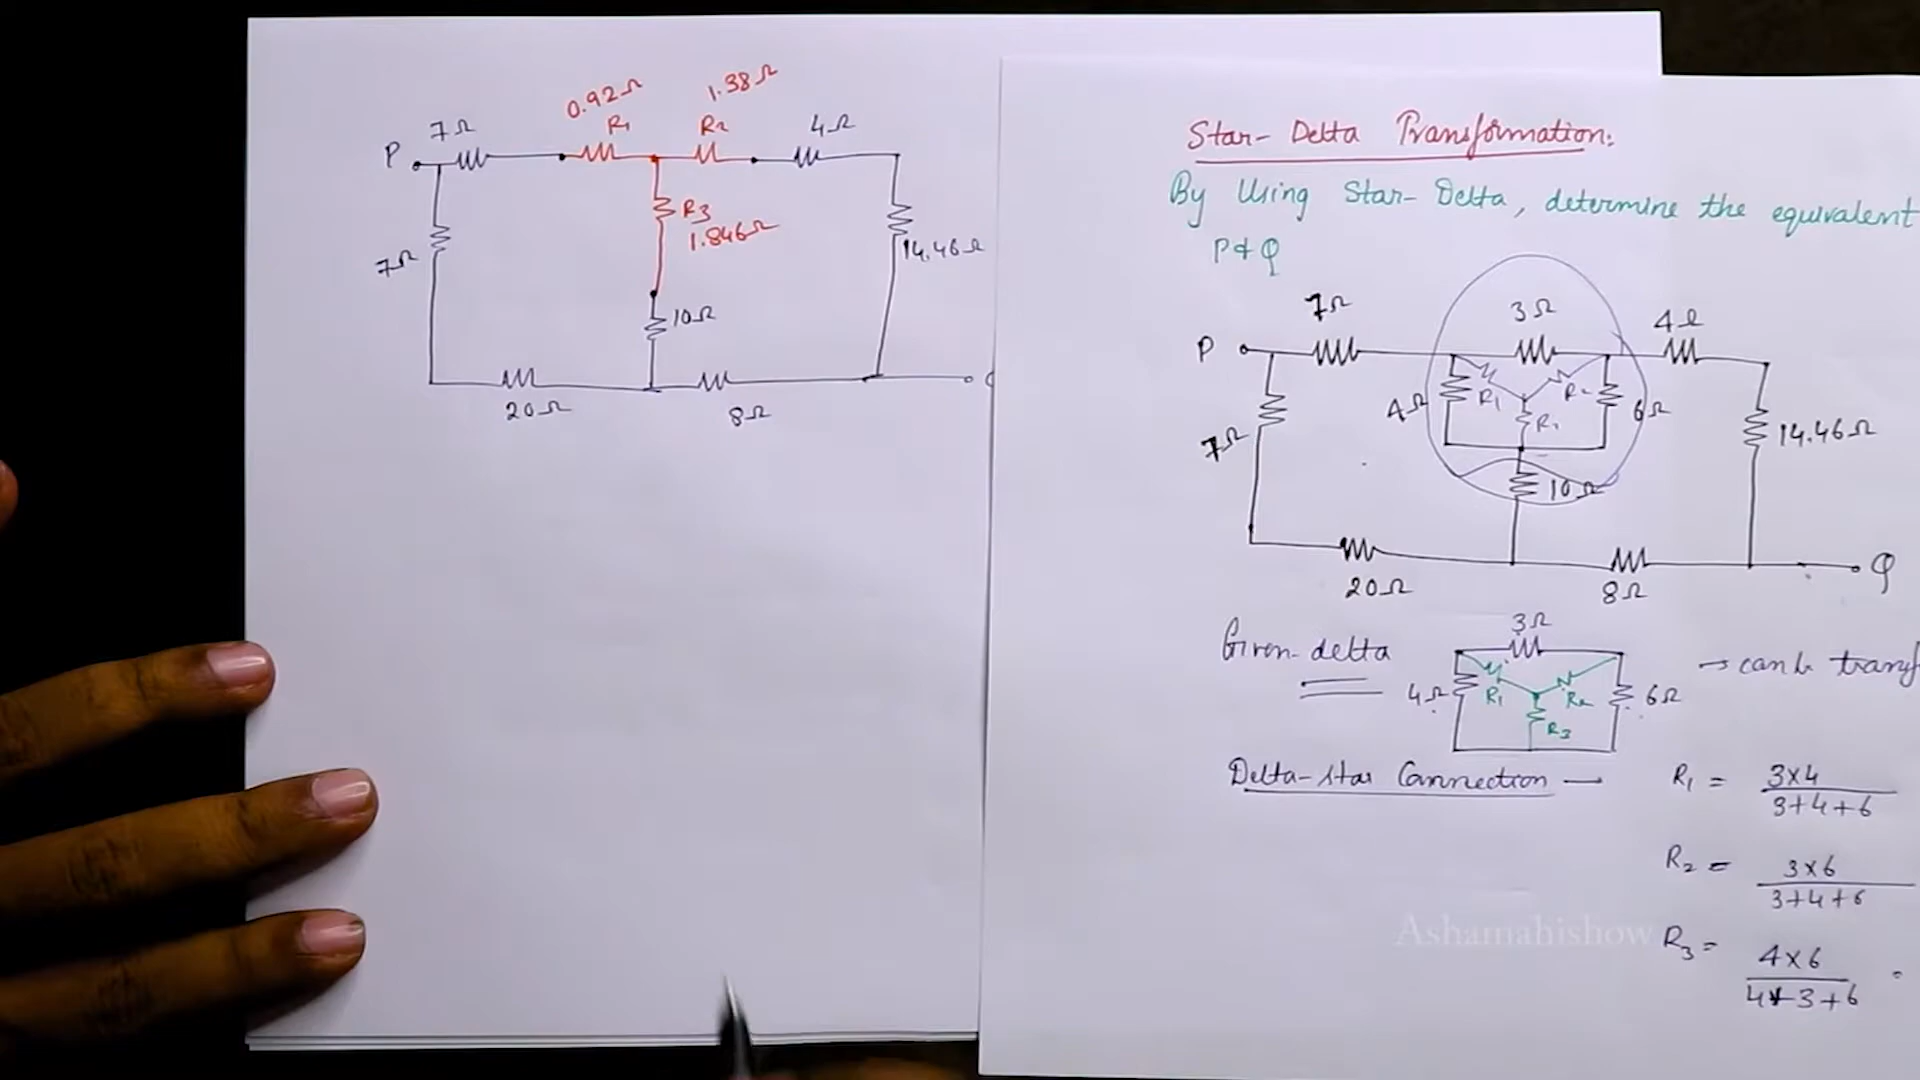 0.92Ω 1.38Ω
7Ω R1 R2 4Ω
P
R3
1.846Ω
7Ω 14.46Ω
10Ω
20Ω 8Ω
Star-Delta Transformation:
By Using Star-Delta, determine the equivalent
P & Q
7Ω 3Ω 4Ω
P
4Ω R1 R2 6Ω
7Ω 14.46Ω
10Ω
Q
20Ω 8Ω
3Ω
Given delta → can be
4Ω R1 R2 6Ω
R3
Delta-star Connection — R1 = 3×4
3+4+6
R2 = 3×6
3+4+6
Ashamahishow
R3 = 4×6 =
4+3+6